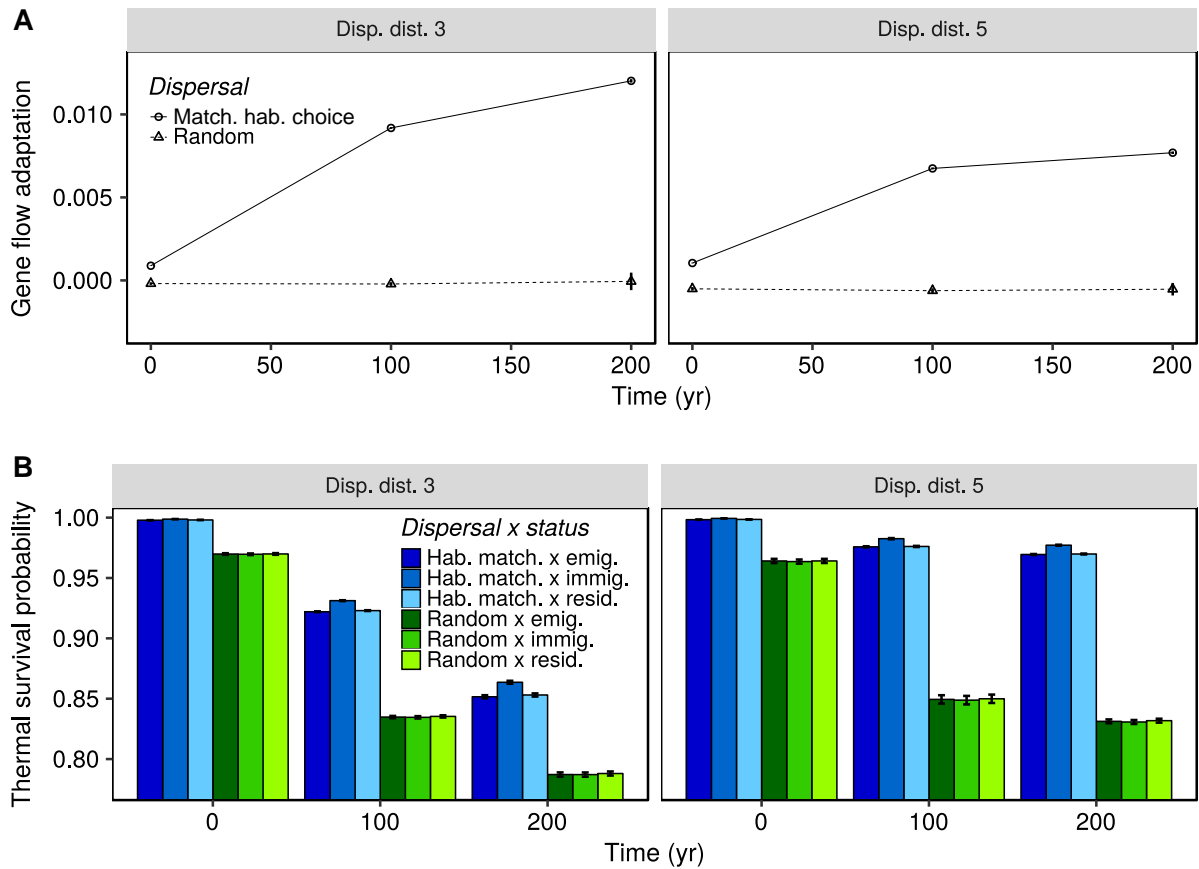 A
Disp. dist. 3
Disp. dist. 5
Gene flow adaptation
0.010
0.005
0.000
Dispersal
Match. hab. choice
Random
0 50 100 150 200
0 50 100 150 200
Time (yr)
B
Disp. dist. 3
Disp. dist. 5
Thermal survival probability
1.00
0.95
0.90
0.85
0.80
Dispersal x status
Hab. match. x emig.
Hab. match. x immig.
Hab. match. x resid.
Random x emig.
Random x immig.
Random x resid.
0 100 200
0 100 200
Time (yr)